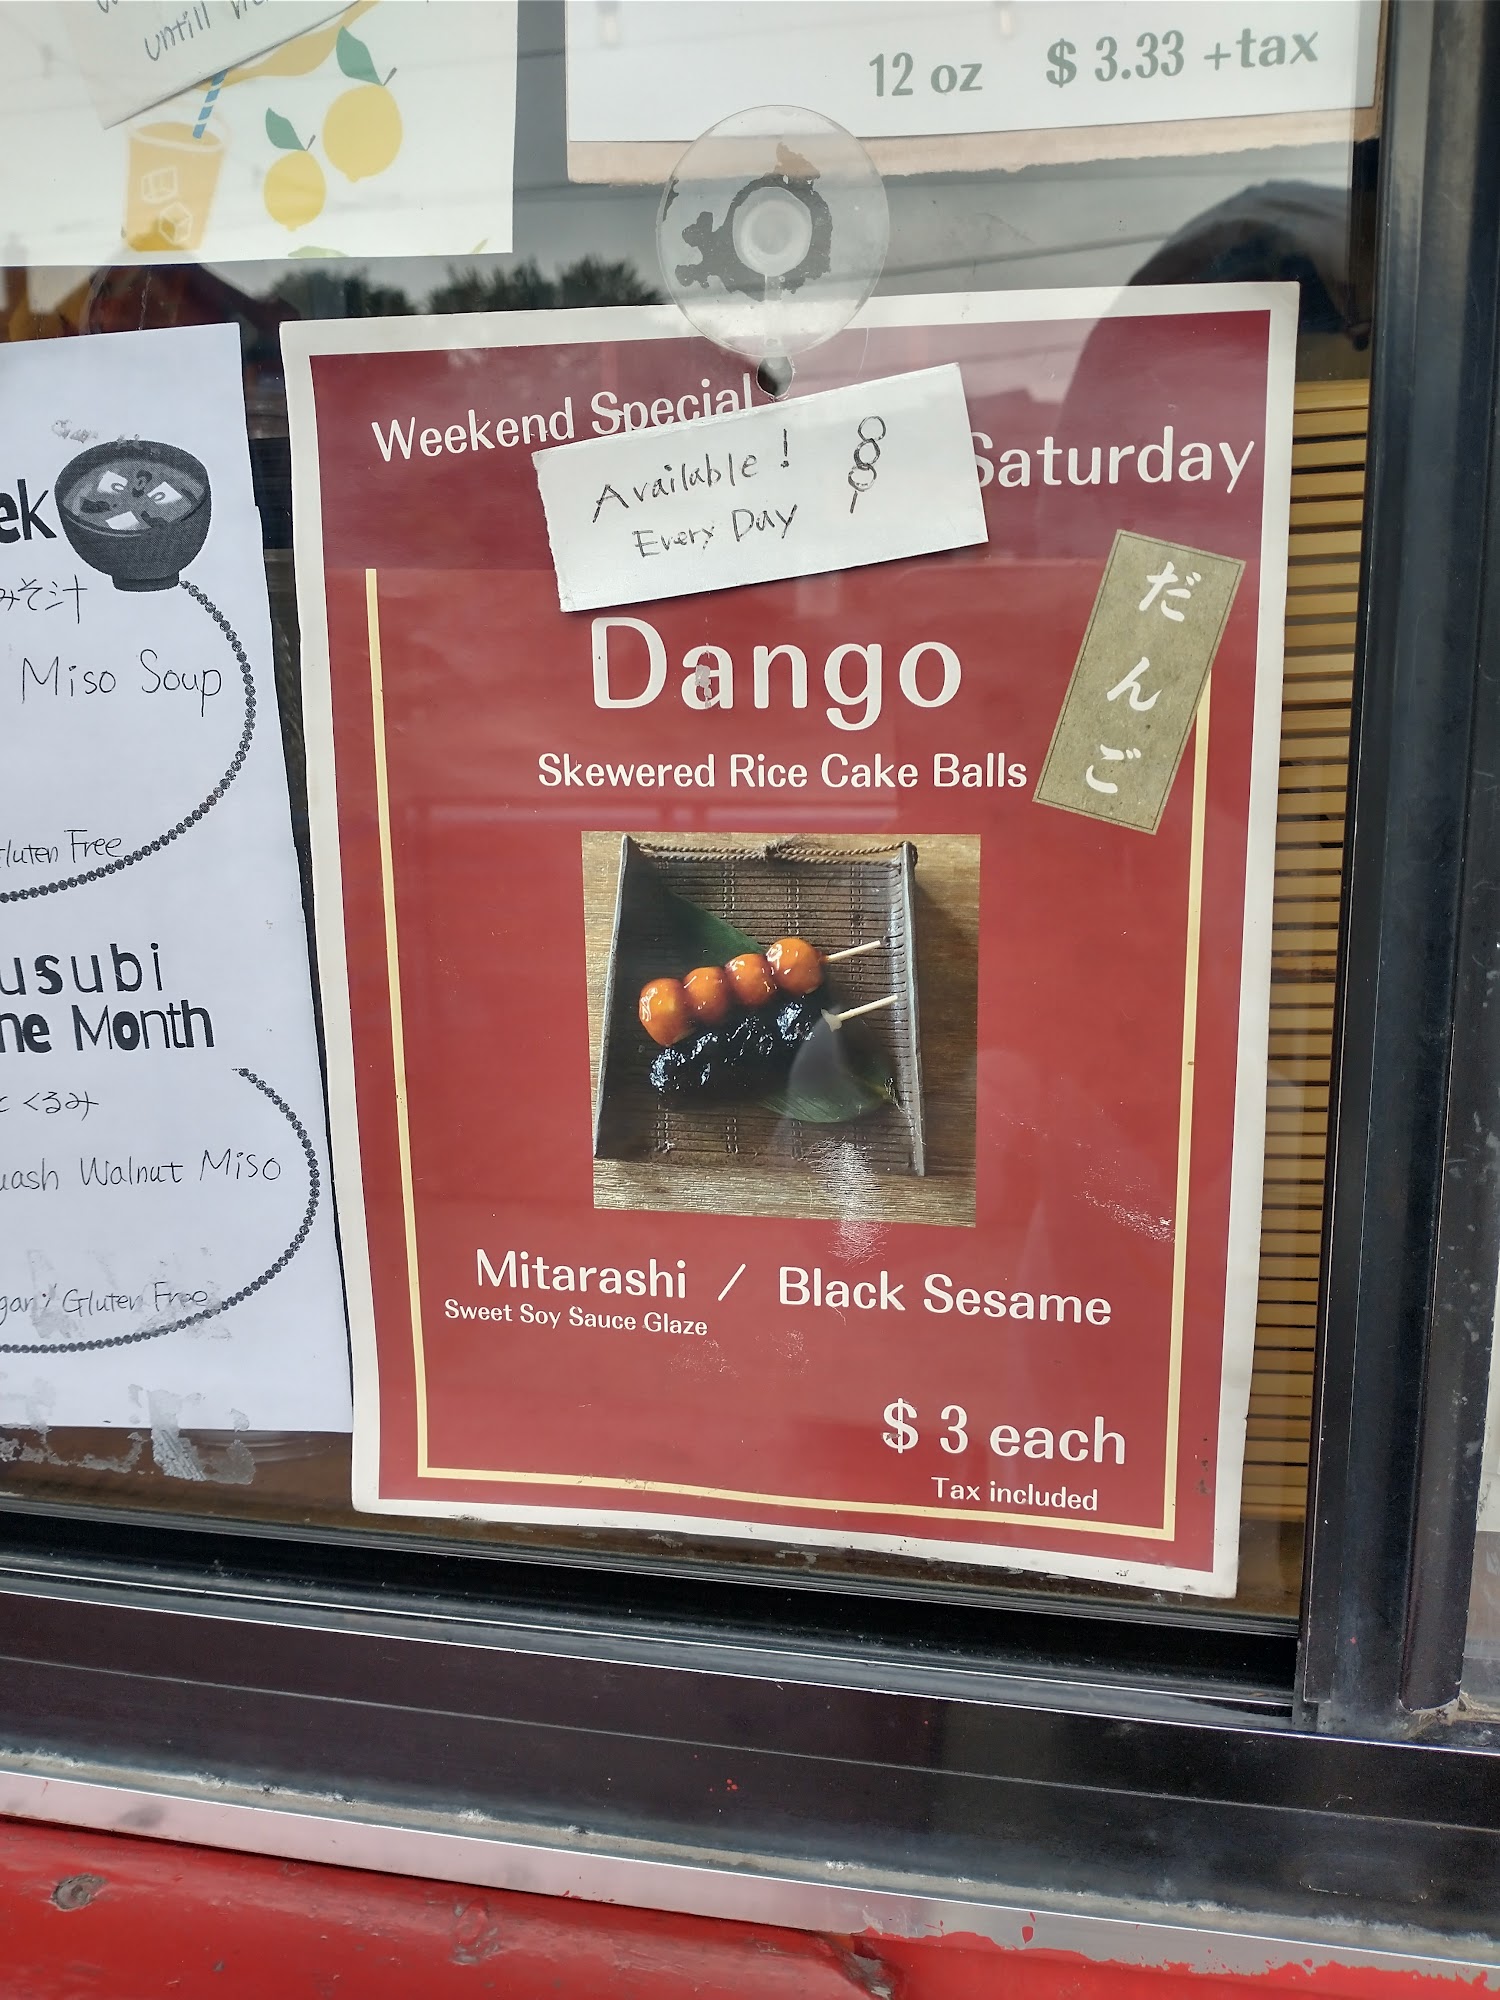 untill
12 oz $ 3.33 +tax
ek
みそ汁
Miso Soup
Gluten Free
usubi
he Month
くるみ
uash Walnut Miso
gan / Gluten Free
Weekend Special
Saturday
Available !
Every Day
Dango
だんご
Skewered Rice Cake Balls
Mitarashi / Black Sesame
Sweet Soy Sauce Glaze
$ 3 each
Tax included